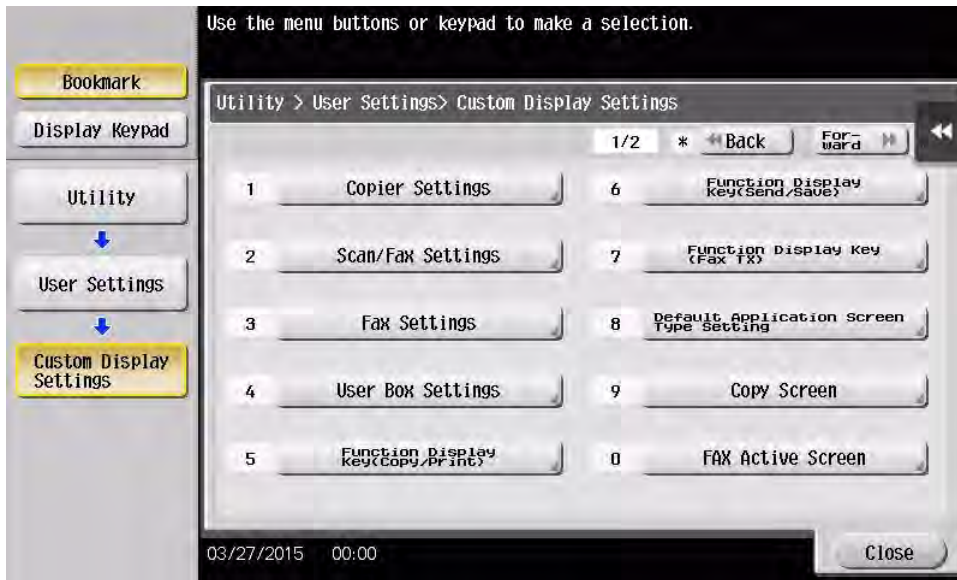 Use the menu buttons or keypad to make a selection.
Bookmark
Display Keypad
Utility
User Settings
Custom Display
Settings
Utility > User Settings> Custom Display Settings
1/2 * Back For-
ward
1 Copier Settings
2 Scan/Fax Settings
3 Fax Settings
4 User Box Settings
5 Function Display
Key(Copy/Print)
6 Function Display
Key(Send/Save)
7 Function Display Key
(Fax TX)
8 Default Application Screen
Type Setting
9 Copy Screen
0 FAX Active Screen
03/27/2015 00:00
Close